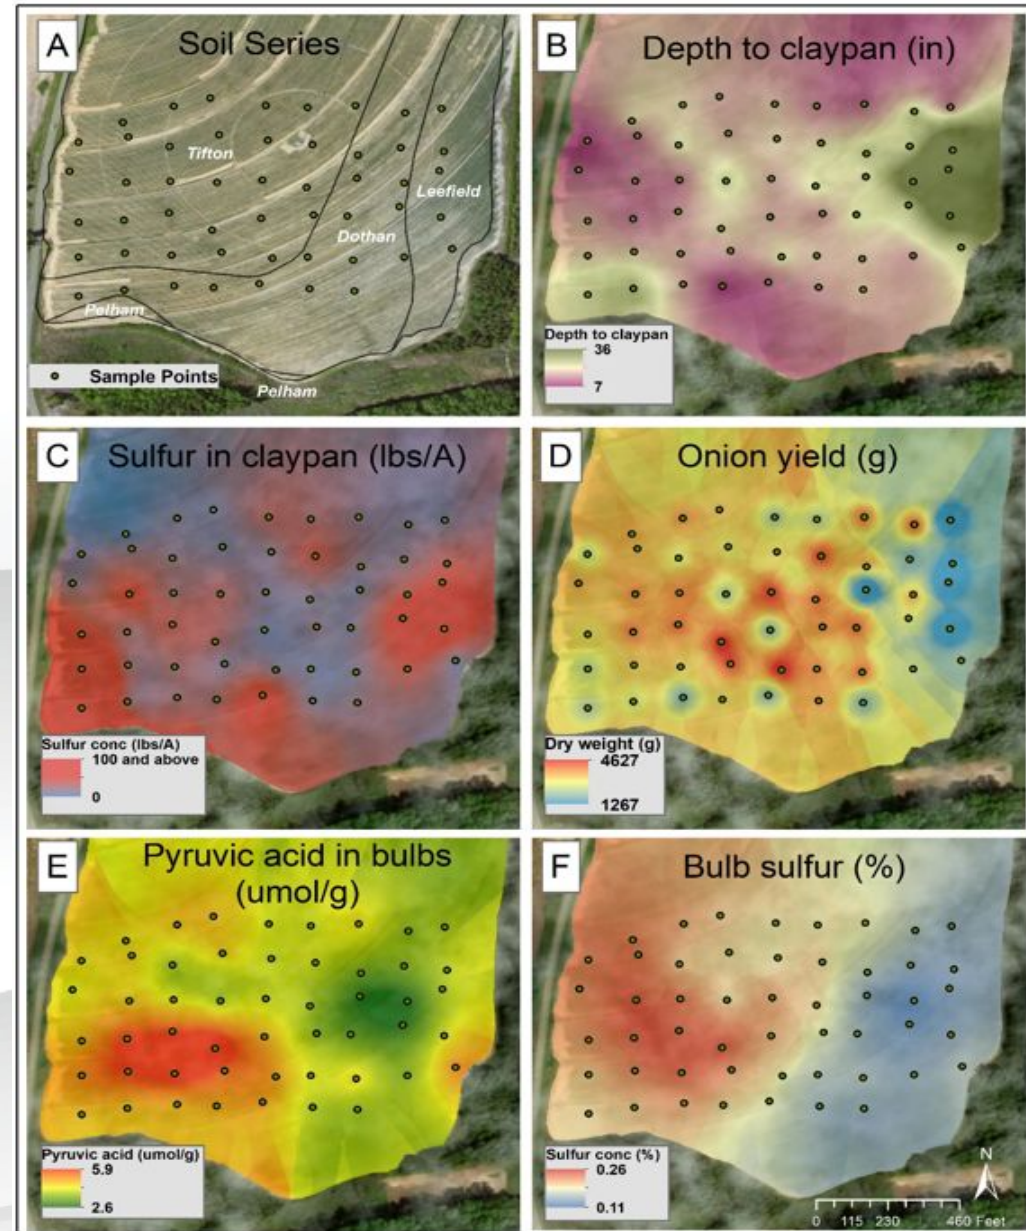 A
Soil Series
Tifton
Leefield
Dothan
Pelham
Sample Points
Pelham
B
Depth to claypan (in)
Depth to claypan
36
7
C
Sulfur in claypan (lbs/A)
Sulfur conc (lbs/A)
100 and above
0
D
Onion yield (g)
Dry weight (g)
4627
1267
E
Pyruvic acid in bulbs
(umol/g)
Pyruvic acid (umol/g)
5.9
2.6
F
Bulb sulfur (%)
Sulfur conc (%)
0.26
0.11
N
0 115 230 460 Feet